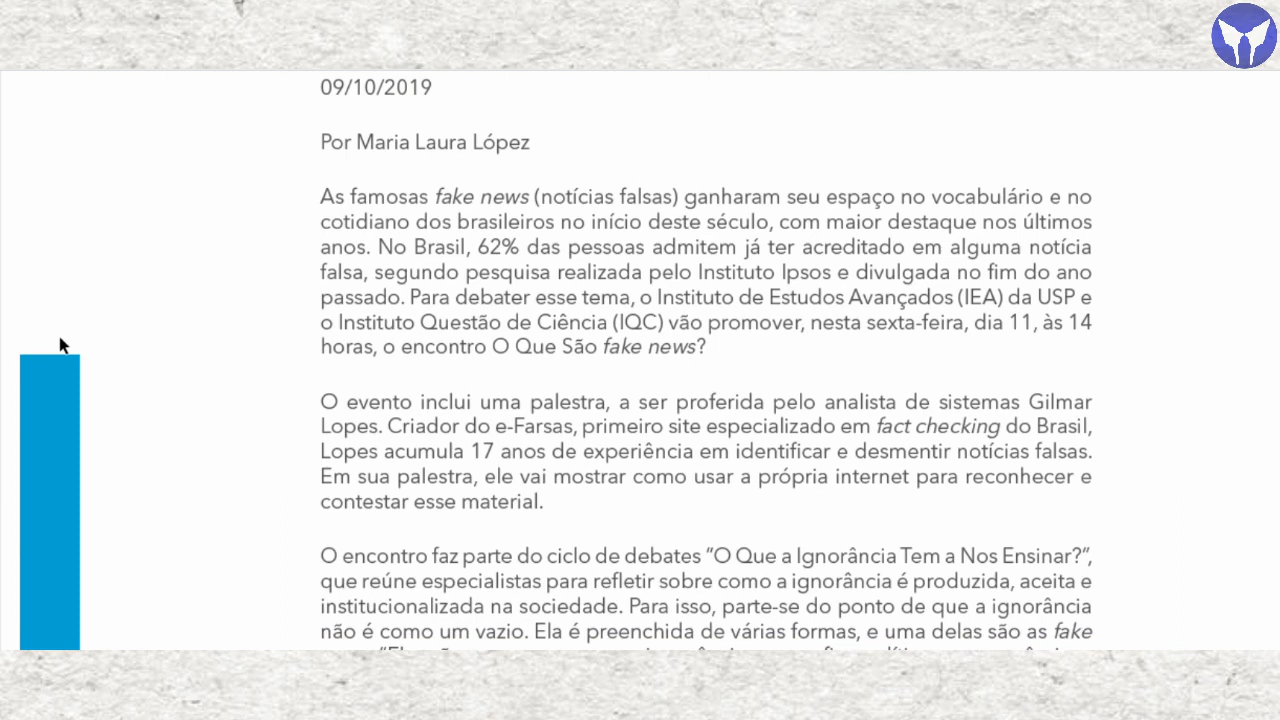 09/10/2019
Por Maria Laura López
As famosas fake news (notícias falsas) ganharam seu espaço no vocabulário e no
cotidiano dos brasileiros no início deste século, com maior destaque nos últimos
anos. No Brasil, 62% das pessoas admitem já ter acreditado em alguma notícia
falsa, segundo pesquisa realizada pelo Instituto Ipsos e divulgada no fim do ano
passado. Para debater esse tema, o Instituto de Estudos Avançados (IEA) da USP e
o Instituto Questão de Ciência (IQC) vão promover, nesta sexta-feira, dia 11, às 14
horas, o encontro O Que São fake news?
O evento inclui uma palestra, a ser proferida pelo analista de sistemas Gilmar
Lopes. Criador do e-Farsas, primeiro site especializado em fact checking do Brasil,
Lopes acumula 17 anos de experiência em identificar e desmentir notícias falsas.
Em sua palestra, ele vai mostrar como usar a própria internet para reconhecer e
contestar esse material.
O encontro faz parte do ciclo de debates “O Que a Ignorância Tem a Nos Ensinar?”,
que reúne especialistas para refletir sobre como a ignorância é produzida, aceita e
institucionalizada na sociedade. Para isso, parte-se do ponto de que a ignorância
não é como um vazio. Ela é preenchida de várias formas, e uma delas são as fake